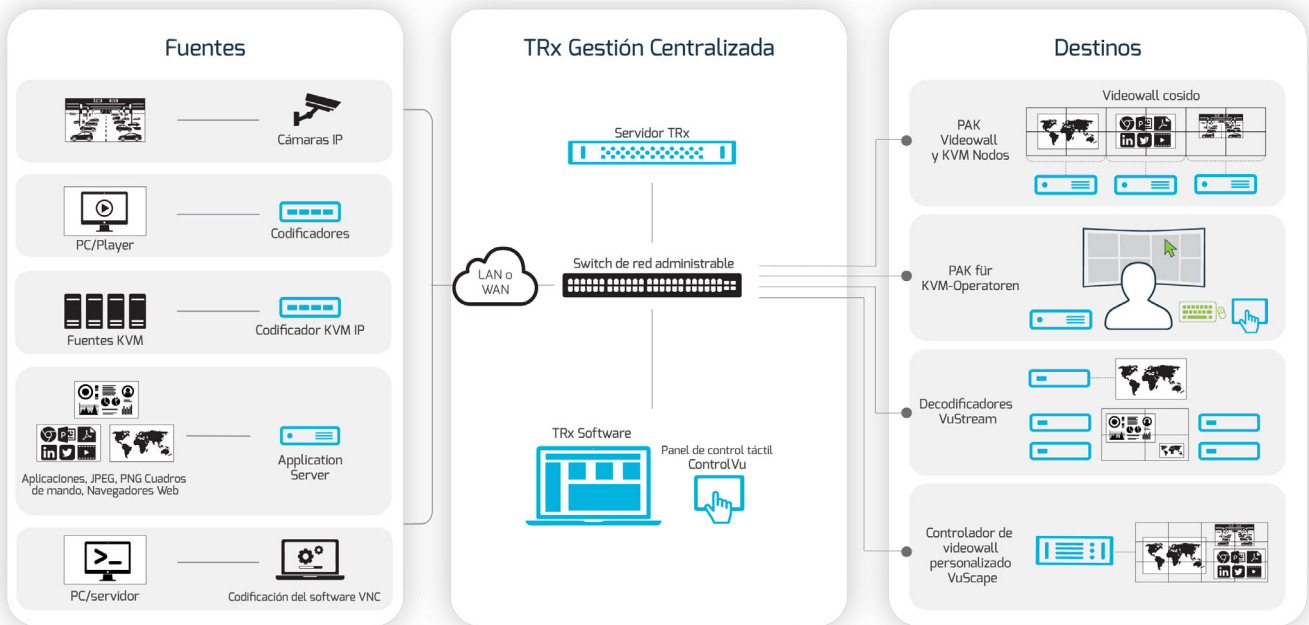 Fuentes
Cámaras IP
PC/Player
Codificadores
Fuentes KVM
Codificador KVM IP
Aplicaciones, JPEG, PNG Cuadros
de mando, Navegadores Web
Application
Server
PC/servidor
Codificación del software VNC
TRx Gestión Centralizada
Servidor TRx
LAN o
WAN
Switch de red administrable
TRx Software
Panel de control táctil
ControlVu
Destinos
PAK
Videowall
y KVM Nodos
Videowall cosido
PAK für
KVM-Operatoren
Decodificadores
VuStream
Controlador de
videowall
personalizado
VuScape